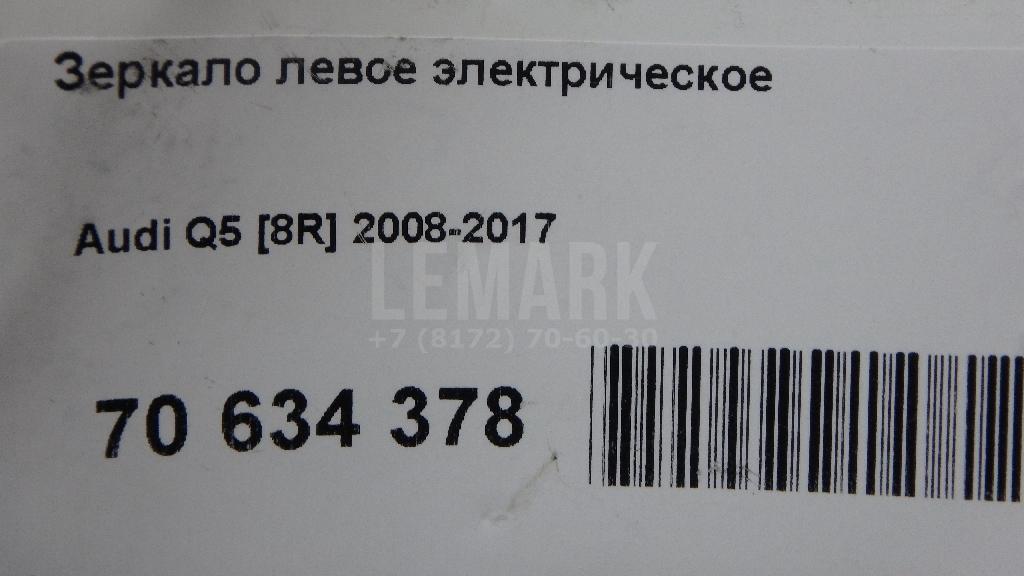 Зеркало левое электрическое
Audi Q5 [8R] 2008-2017
LEMARK
+7 (8172) 70-60-30
70 634 378